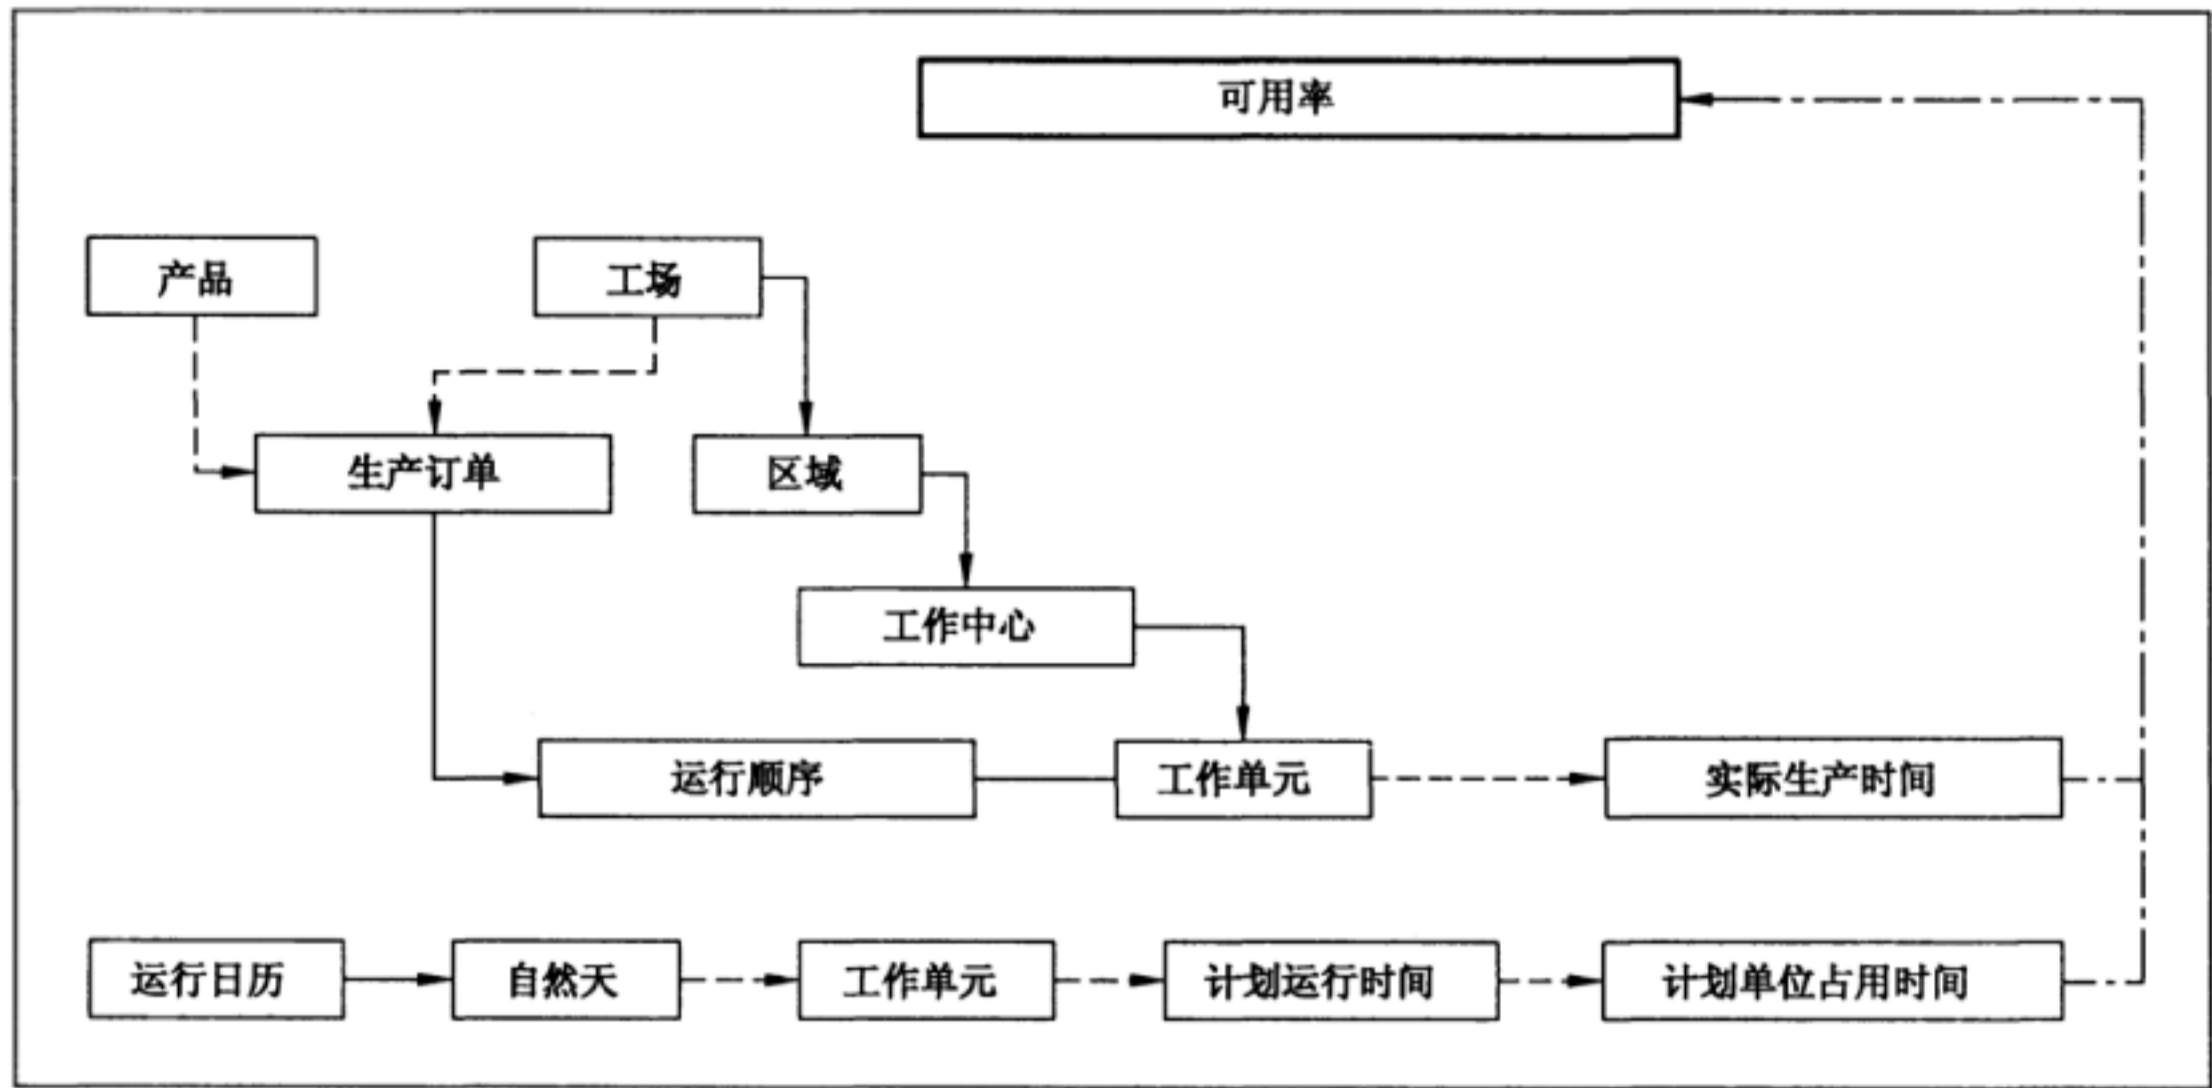 可用率
产品
工场
生产订单
区域
工作中心
运行顺序
工作单元
实际生产时间
运行日历
自然天
工作单元
计划运行时间
计划单位占用时间